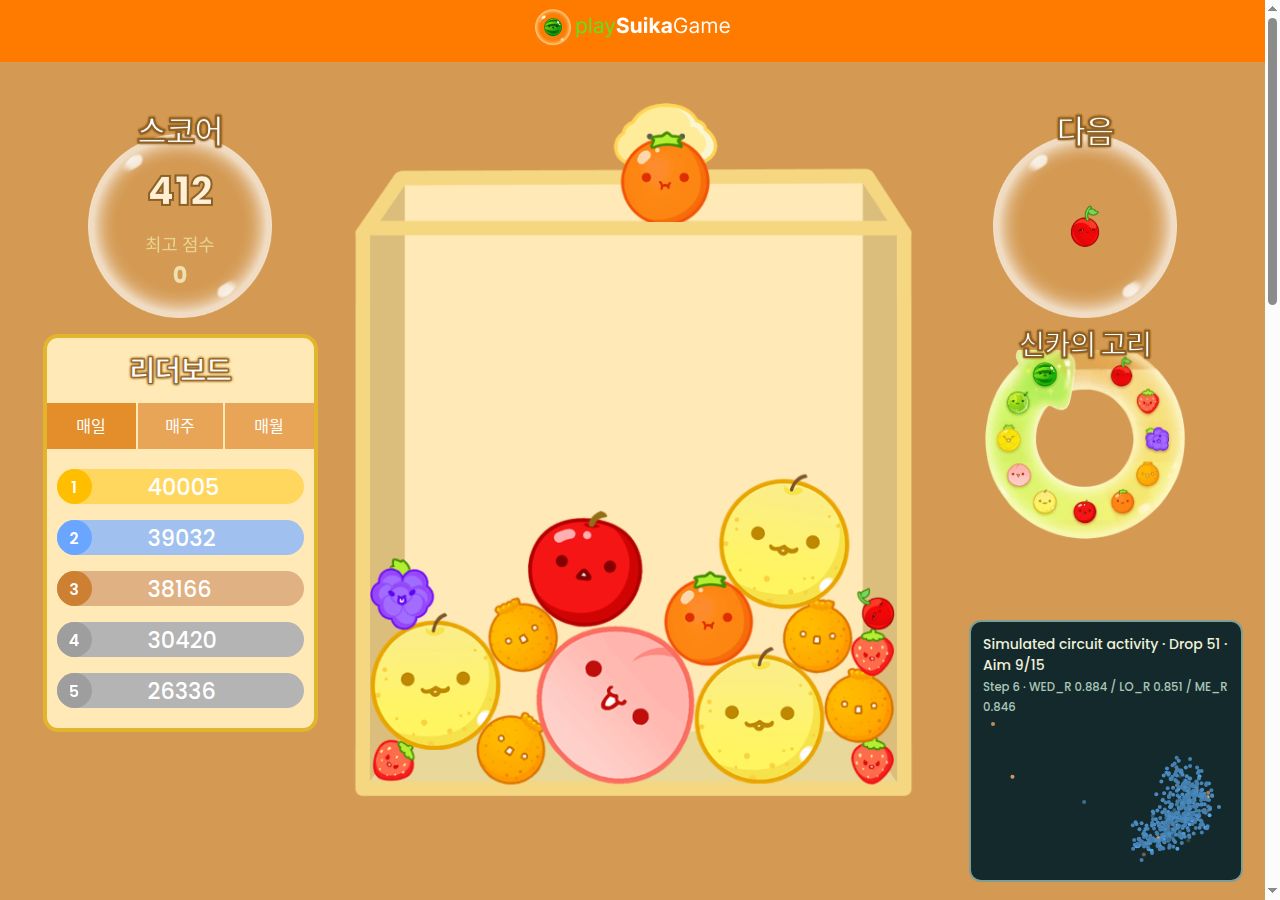 playSuikaGame
스코어
412
최고 점수
0
다음
신카의 고리
리더보드
매일
매주
매월
1 40005
2 39032
3 38166
4 30420
5 26336
Simulated circuit activity · Drop 51 ·
Aim 9/15
Step 6 · WED_R 0.884 / LO_R 0.851 / ME_R
0.846